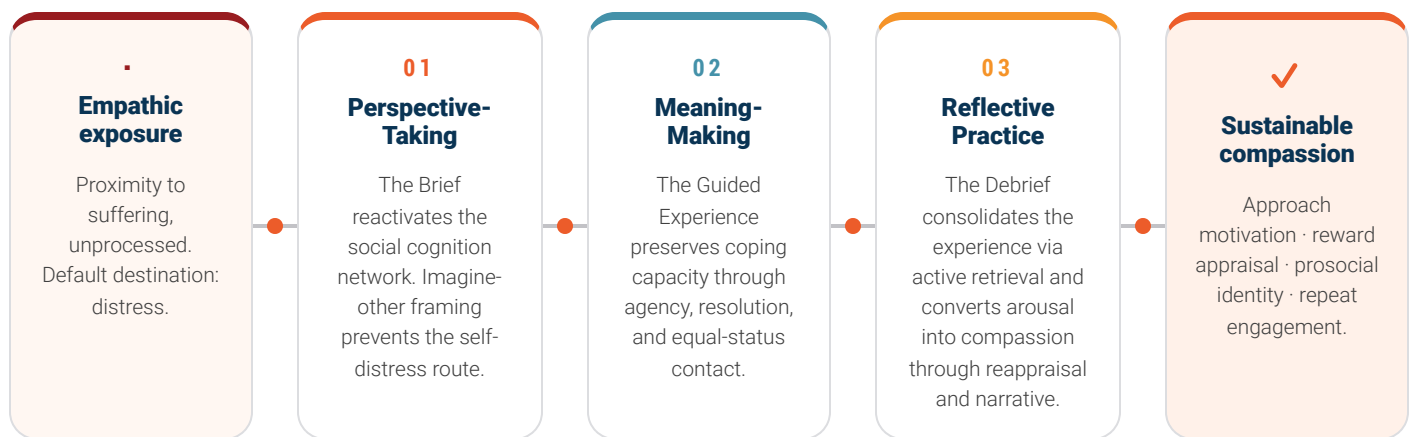 Empathic
exposure
Proximity to
suffering,
unprocessed.
Default destination:
distress.
01
Perspective-
Taking
The Brief
reactivates the
social cognition
network. Imagine-
other framing
prevents the self-
distress route.
02
Meaning-
Making
The Guided
Experience
preserves coping
capacity through
agency, resolution,
and equal-status
contact.
03
Reflective
Practice
The Debrief
consolidates the
experience via
active retrieval and
converts arousal
into compassion
through reappraisal
and narrative.
Sustainable
compassion
Approach
motivation · reward
appraisal · prosocial
identity · repeat
engagement.